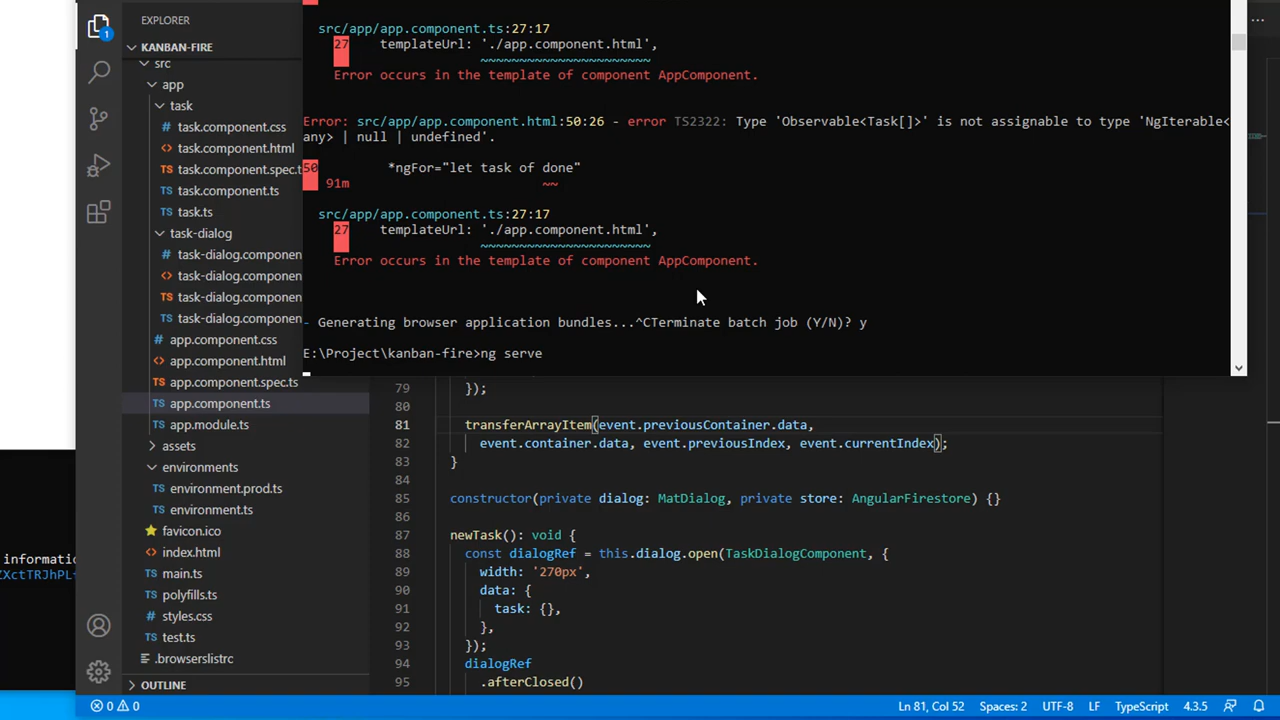 EXPLORER
KANBAN-FIRE
src
app
task
task.component.css
task.component.html
task.component.spec.t
task.component.ts
task.ts
task-dialog
task-dialog.componen
task-dialog.componen
task-dialog.componen
task-dialog.componen
app.component.css
app.component.html
app.component.spec.ts
app.component.ts
app.module.ts
assets
environments
environment.prod.ts
environment.ts
favicon.ico
index.html
main.ts
polyfills.ts
styles.css
test.ts
.browserslistrc
OUTLINE
src/app/app.component.ts:27:17
27 templateUrl: './app.component.html',
~~~~~~~~~~~~~~~~~~~~~~
Error occurs in the template of component AppComponent.
Error: src/app/app.component.html:50:26 - error TS2322: Type 'Observable<Task[]>' is not assignable to type 'NgIterable<
any> | null | undefined'.
50 *ngFor="let task of done"
91m ~~
src/app/app.component.ts:27:17
27 templateUrl: './app.component.html',
~~~~~~~~~~~~~~~~~~~~~~
Error occurs in the template of component AppComponent.
- Generating browser application bundles...^CTerminate batch job (Y/N)? y
E:\Project\kanban-fire>ng serve
79 });
80
81 transferArrayItem(event.previousContainer.data,
82 event.container.data, event.previousIndex, event.currentIndex);
83 }
84
85 constructor(private dialog: MatDialog, private store: AngularFirestore) {}
86
87 newTask(): void {
88 const dialogRef = this.dialog.open(TaskDialogComponent, {
89 width: '270px',
90 data: {
91 task: {},
92 },
93 });
94 dialogRef
95 .afterClosed()
informatio
XctTRJhPL
1
0 0
Ln 81, Col 52 Spaces: 2 UTF-8 LF TypeScript 4.3.5